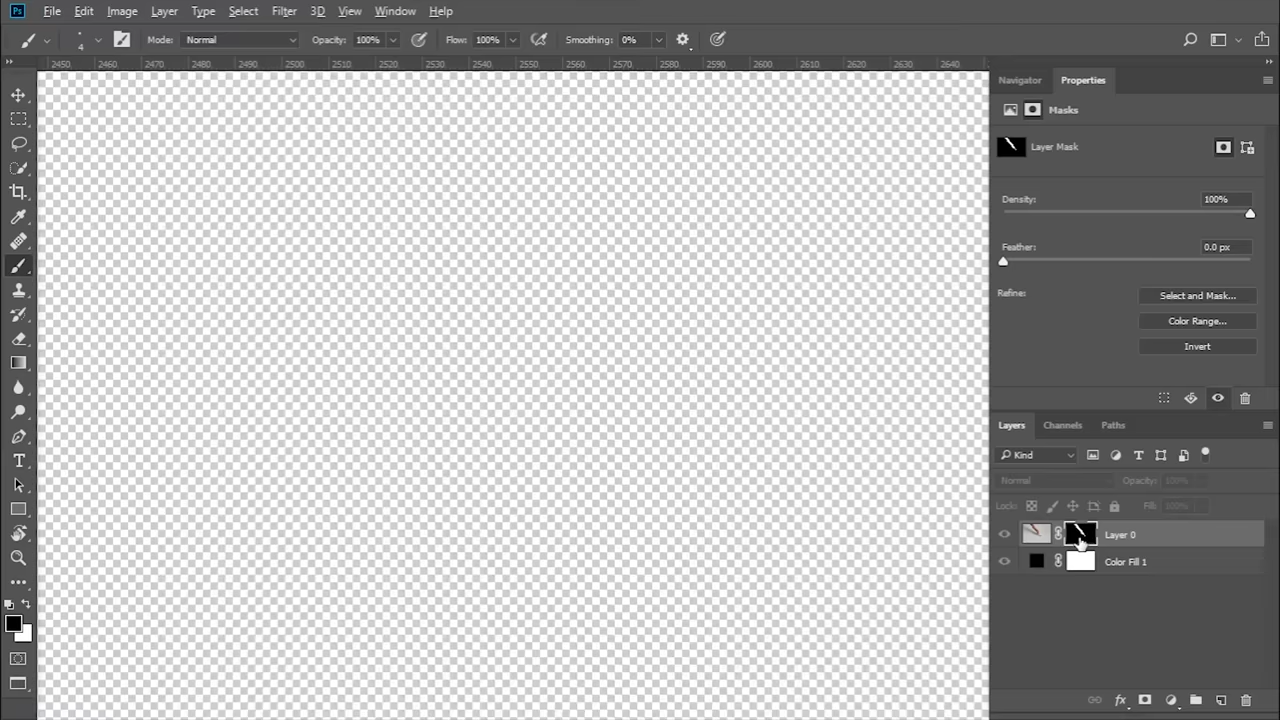 Ps File Edit Image Layer Type Select Filter 3D View Window Help
4 Mode: Normal Opacity: 100% Flow: 100% Smoothing: 0%
2450 2460 2470 2480 2490 2500 2510 2520 2530 2540 2550 2560 2570 2580 2590 2600 2610 2620 2630 2640
Navigator Properties
Masks
Layer Mask
Density: 100%
Feather: 0.0 px
Refine: Select and Mask...
Color Range...
Invert
Layers Channels Paths
Kind
Normal Opacity: 100%
Lock: Fill: 100%
Layer 0
Color Fill 1